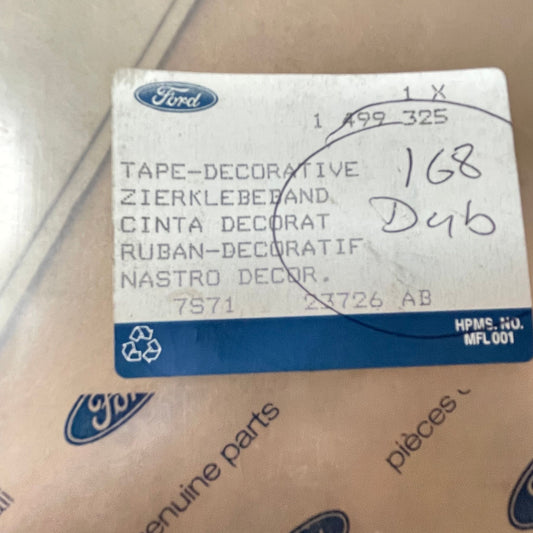 Ford
1 X
1 499 325
TAPE-DECORATIVE
168
ZIERKLEBEBAND
CINTA DECORAT
Dub
RUBAN-DECORATIF
NASTRO DECOR.
7S71 23726 AB
HPMS. NO.
MFL 001
Ford
genuine parts
pièces